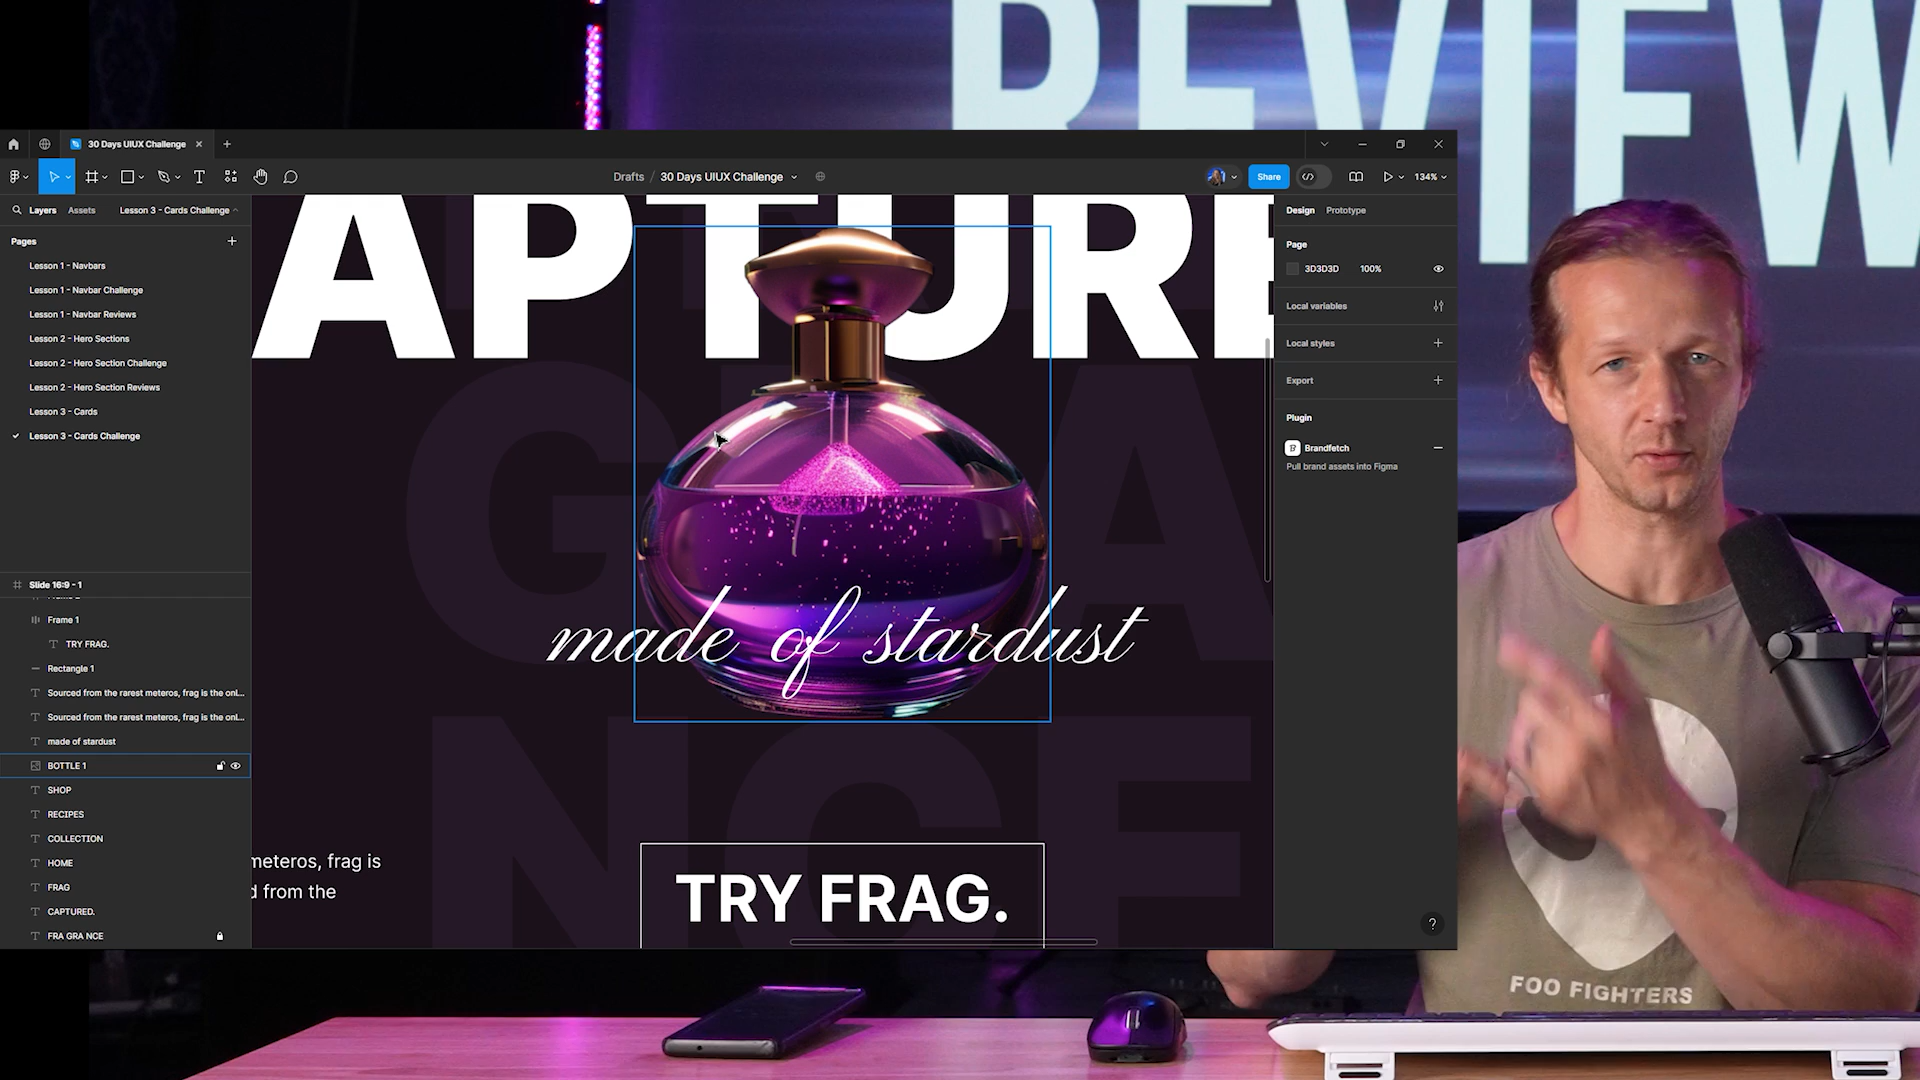 REVIEW
30 Days UIUX Challenge
Drafts / 30 Days UIUX Challenge
Share
134%
Layers Assets Lesson 3 - Cards Challenge
Pages
Lesson 1 - Navbars
Lesson 1 - Navbar Challenge
Lesson 1 - Navbar Reviews
Lesson 2 - Hero Sections
Lesson 2 - Hero Section Challenge
Lesson 2 - Hero Section Reviews
Lesson 3 - Cards
Lesson 3 - Cards Challenge
Slide 16:9 - 1
Frame 1
TRY FRAG.
Rectangle 1
Sourced from the rarest meteros, frag is the onl...
Sourced from the rarest meteros, frag is the onl...
made of stardust
BOTTLE 1
SHOP
RECIPES
COLLECTION
HOME
FRAG
CAPTURED.
FRA GRA NCE
APTURE
GRA
NCE
made of stardust
meteros, frag is
d from the
TRY FRAG.
Design Prototype
Page
3D3D3D 100%
Local variables
Local styles
Export
Plugin
Brandfetch
Pull brand assets into Figma
?
FOO FIGHTERS